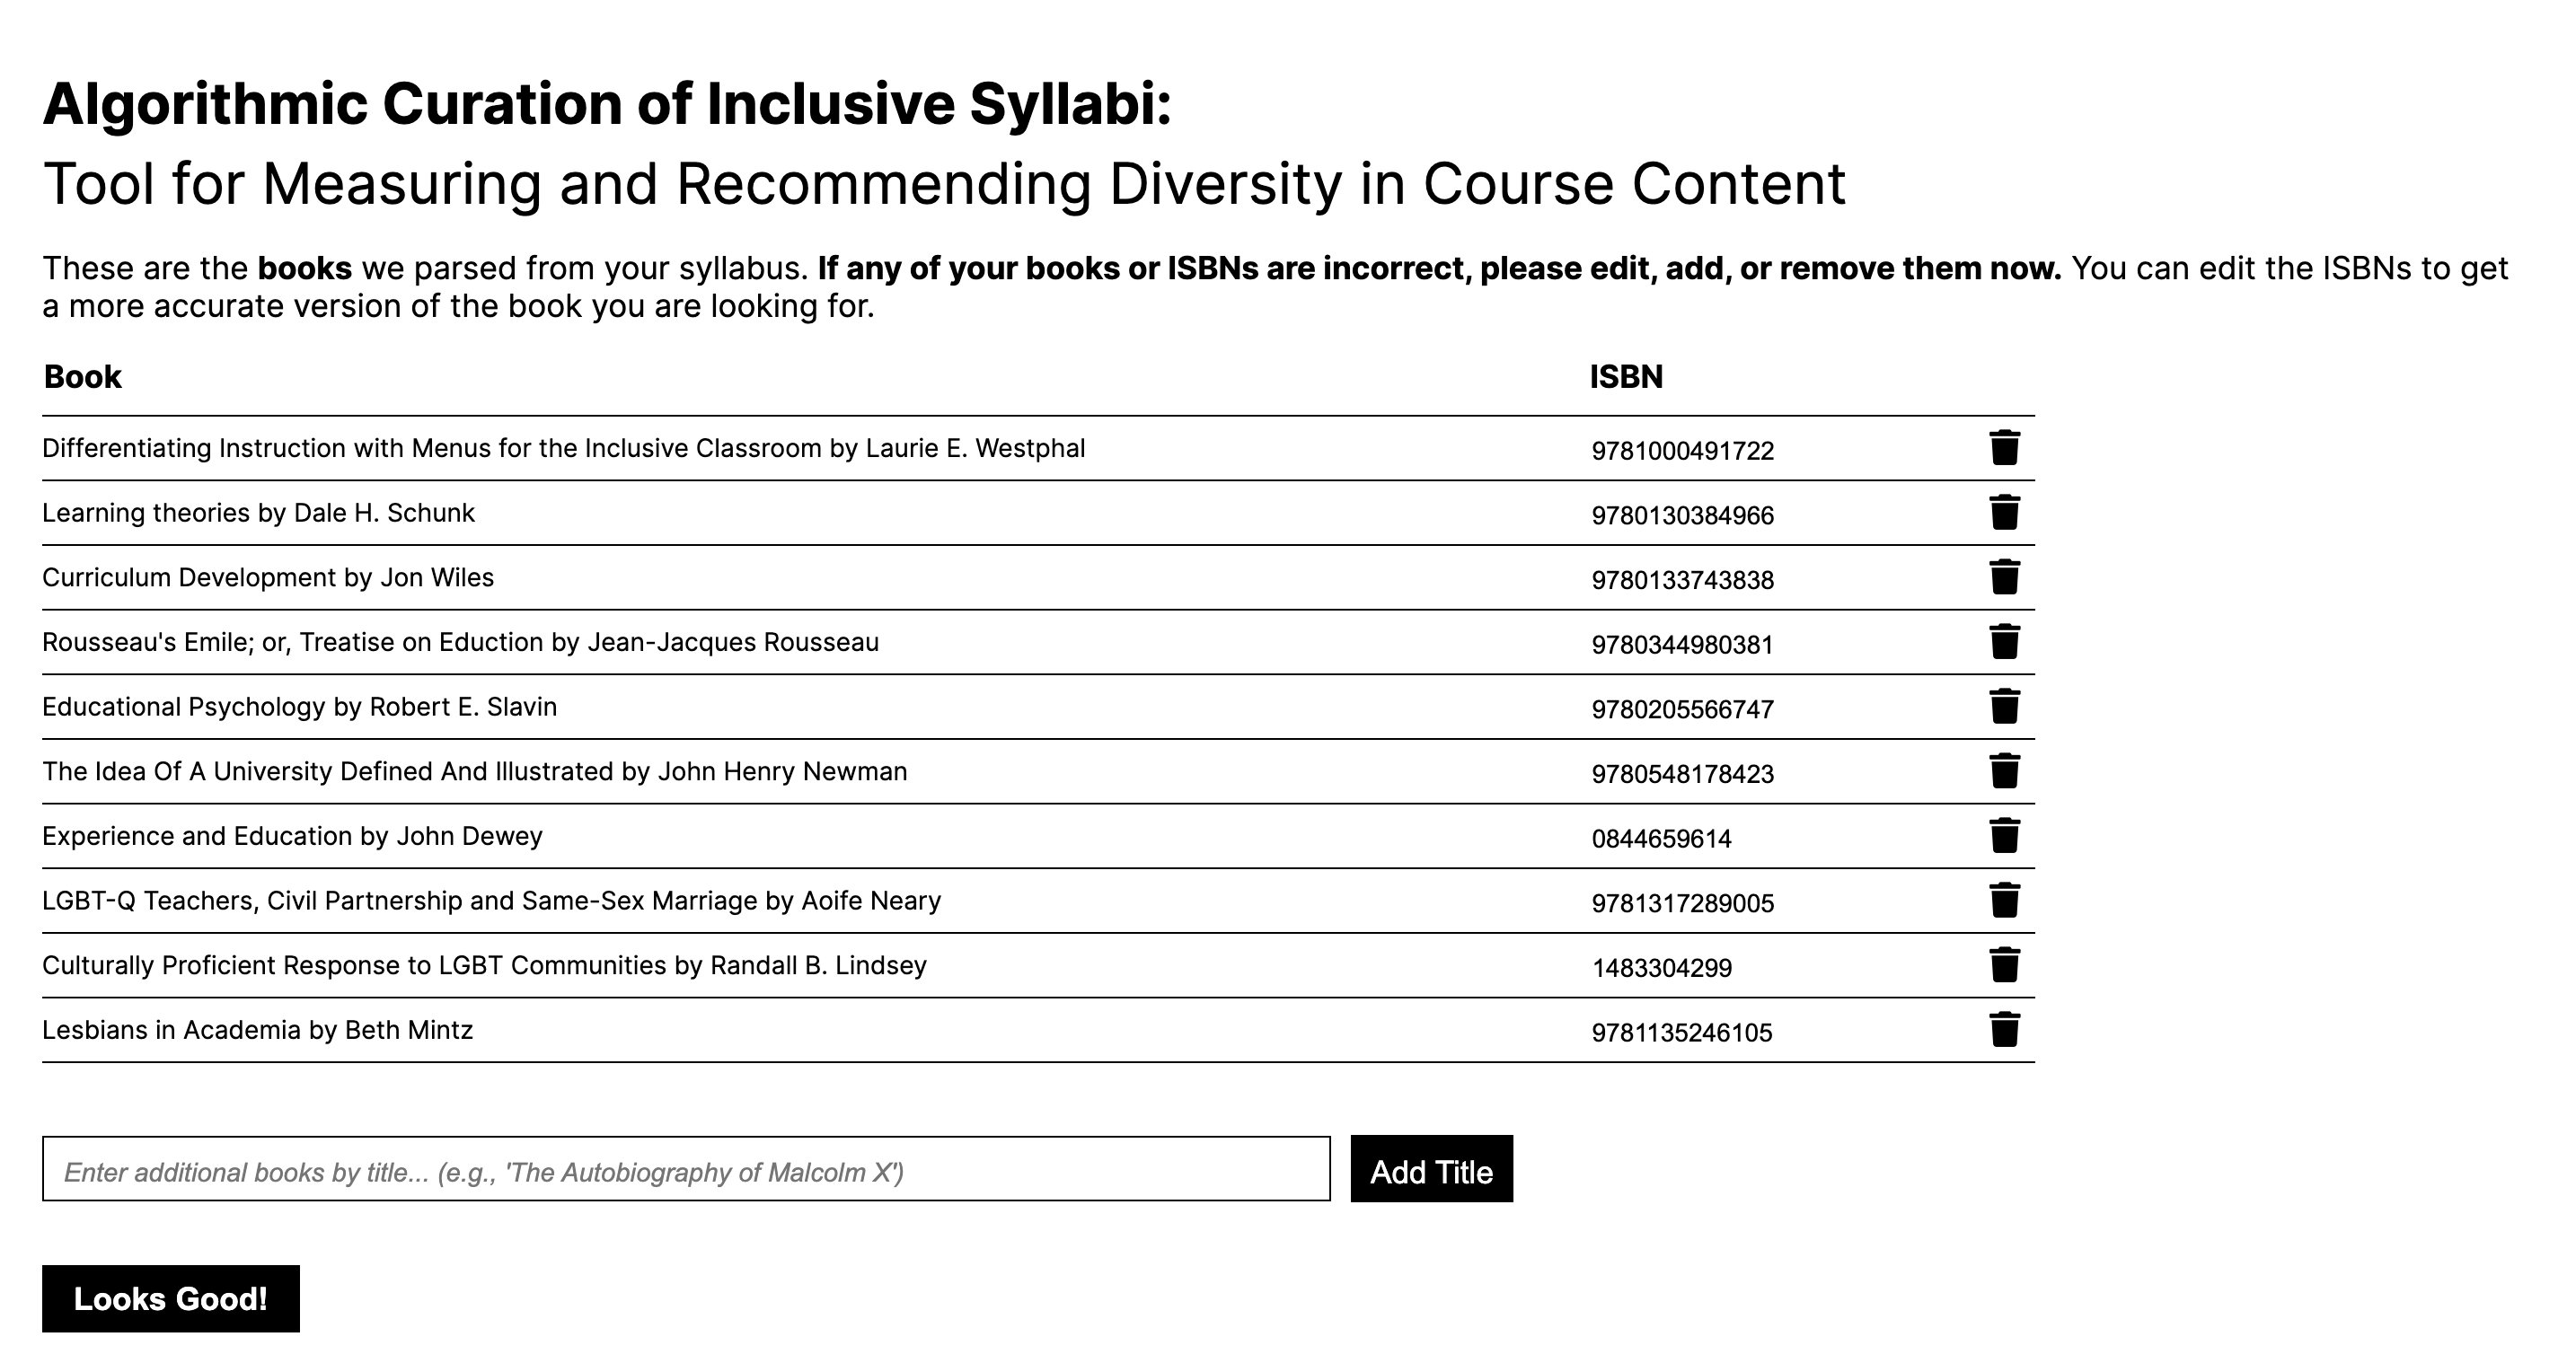 Algorithmic Curation of Inclusive Syllabi:
Tool for Measuring and Recommending Diversity in Course Content
These are the books we parsed from your syllabus. If any of your books or ISBNs are incorrect, please edit, add, or remove them now. You can edit the ISBNs to get
a more accurate version of the book you are looking for.
Book ISBN
Differentiating Instruction with Menus for the Inclusive Classroom by Laurie E. Westphal 9781000491722
Learning theories by Dale H. Schunk 9780130384966
Curriculum Development by Jon Wiles 9780133743838
Rousseau's Emile; or, Treatise on Eduction by Jean-Jacques Rousseau 9780344980381
Educational Psychology by Robert E. Slavin 9780205566747
The Idea Of A University Defined And Illustrated by John Henry Newman 9780548178423
Experience and Education by John Dewey 0844659614
LGBT-Q Teachers, Civil Partnership and Same-Sex Marriage by Aoife Neary 9781317289005
Culturally Proficient Response to LGBT Communities by Randall B. Lindsey 1483304299
Lesbians in Academia by Beth Mintz 9781135246105
Enter additional books by title... (e.g., 'The Autobiography of Malcolm X') Add Title
Looks Good!